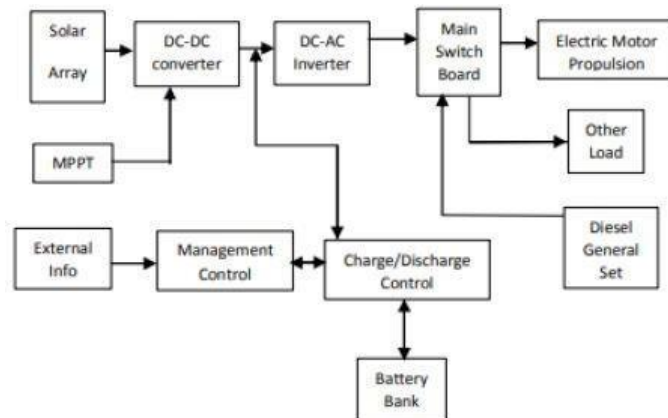 Solar
Array
DC-DC
converter
DC-AC
Inverter
Main
Switch
Board
Electric Motor
Propulsion
MPPT
Other
Load
External
Info
Management
Control
Charge/Discharge
Control
Diesel
General
Set
Battery
Bank